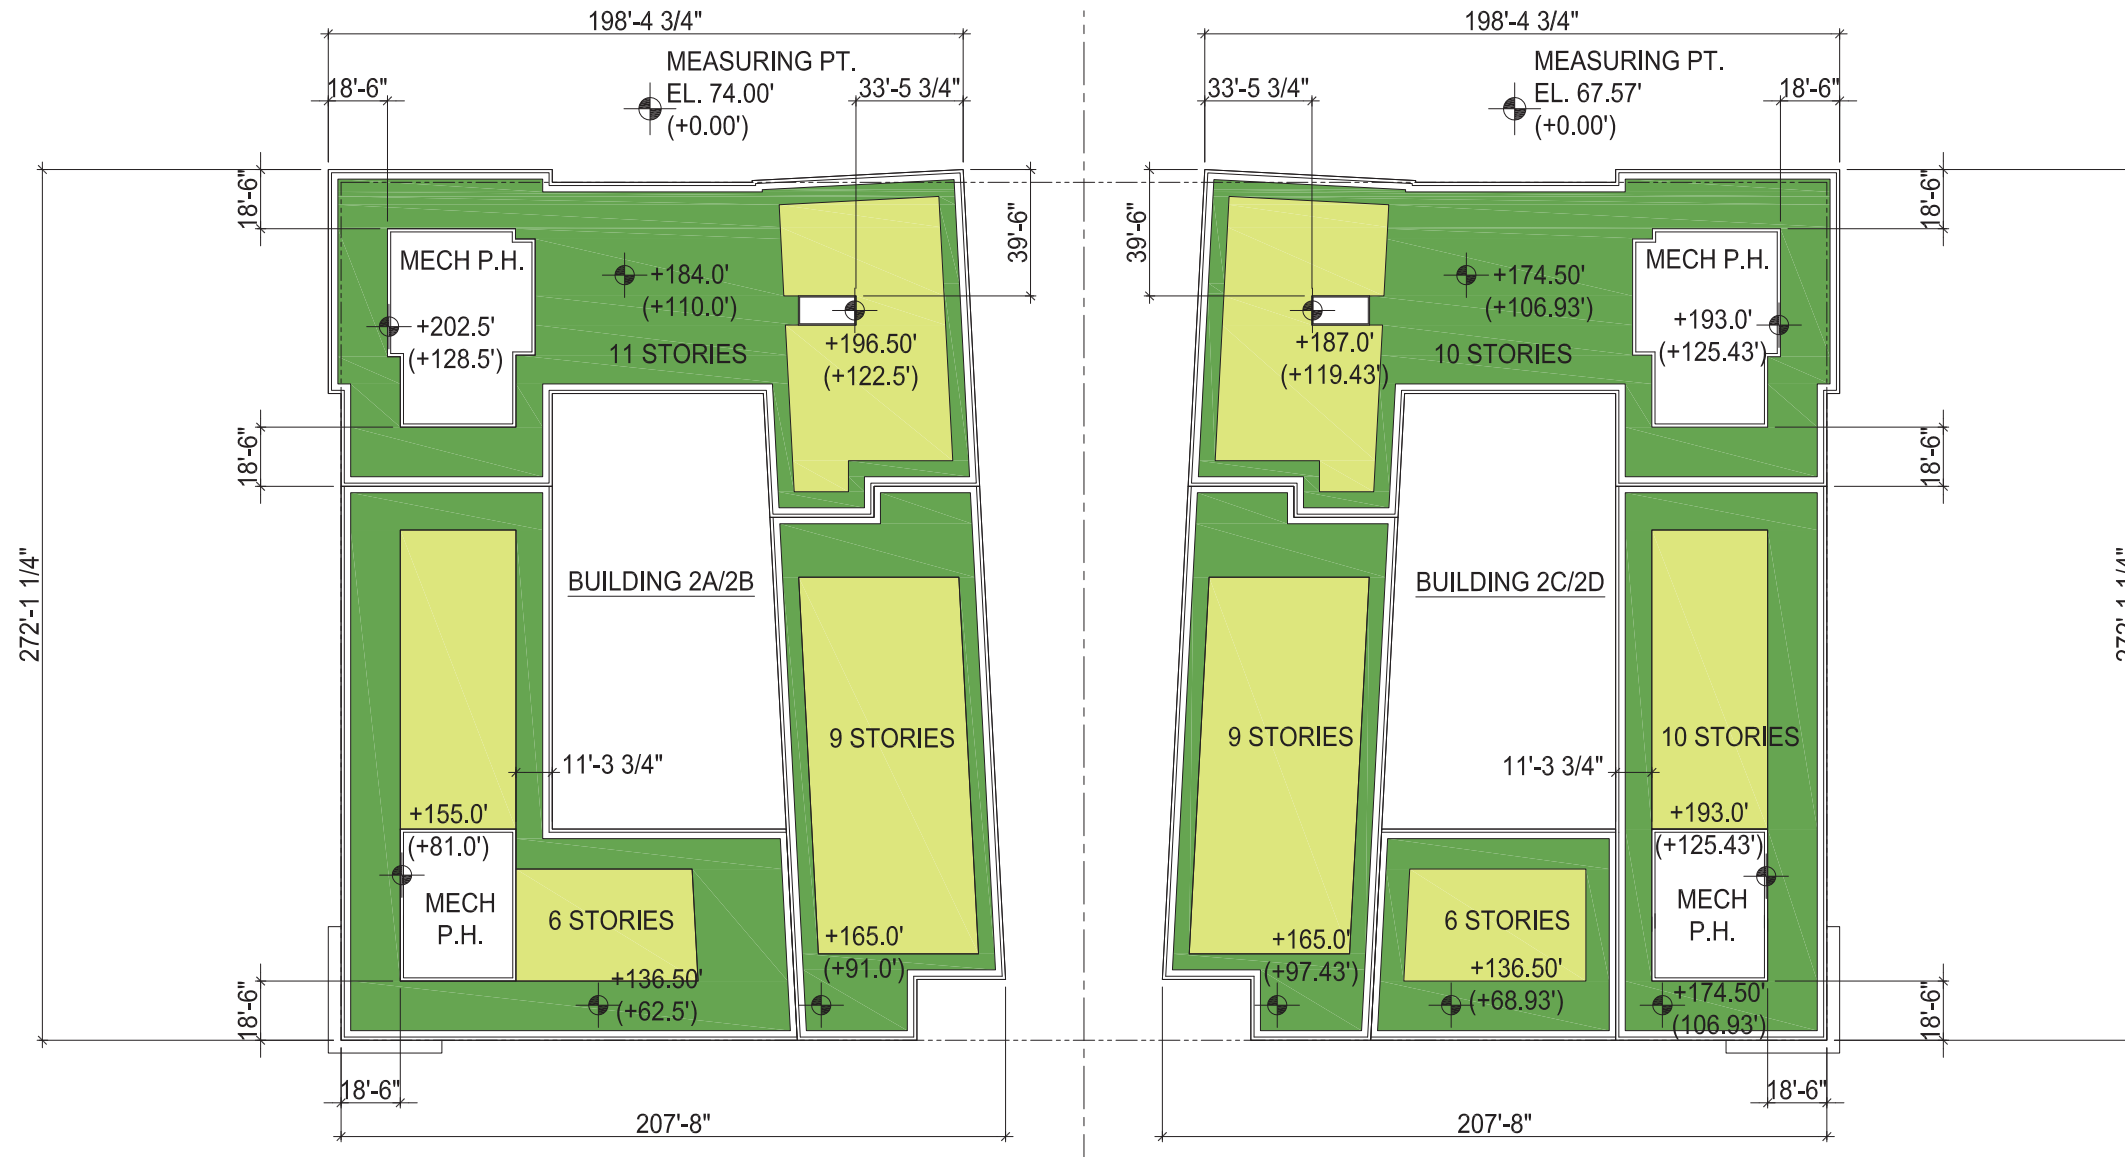 198'-4 3/4"
198'-4 3/4"
MEASURING PT.
EL. 74.00'
(+0.00')
MEASURING PT.
EL. 67.57'
(+0.00')
18'-6"
33'-5 3/4"
33'-5 3/4"
18'-6"
18'-6"
39'-6"
39'-6"
18'-6"
MECH P.H.
+202.5'
(+128.5')
+184.0'
(+110.0')
11 STORIES
+196.50'
(+122.5')
+187.0'
(+119.43')
+174.50'
(+106.93')
10 STORIES
MECH P.H.
+193.0'
(+125.43')
18'-6"
18'-6"
272'-1 1/4"
BUILDING 2A/2B
BUILDING 2C/2D
272'-1 1/4"
9 STORIES
11'-3 3/4"
9 STORIES
11'-3 3/4"
10 STORIES
+155.0'
(+81.0')
MECH
P.H.
6 STORIES
+136.50'
(+62.5')
+165.0'
(+91.0')
+165.0'
(+97.43')
6 STORIES
+136.50'
(+68.93')
+193.0'
(+125.43')
MECH
P.H.
+174.50'
(106.93')
18'-6"
18'-6"
18'-6"
207'-8"
207'-8"
18'-6"